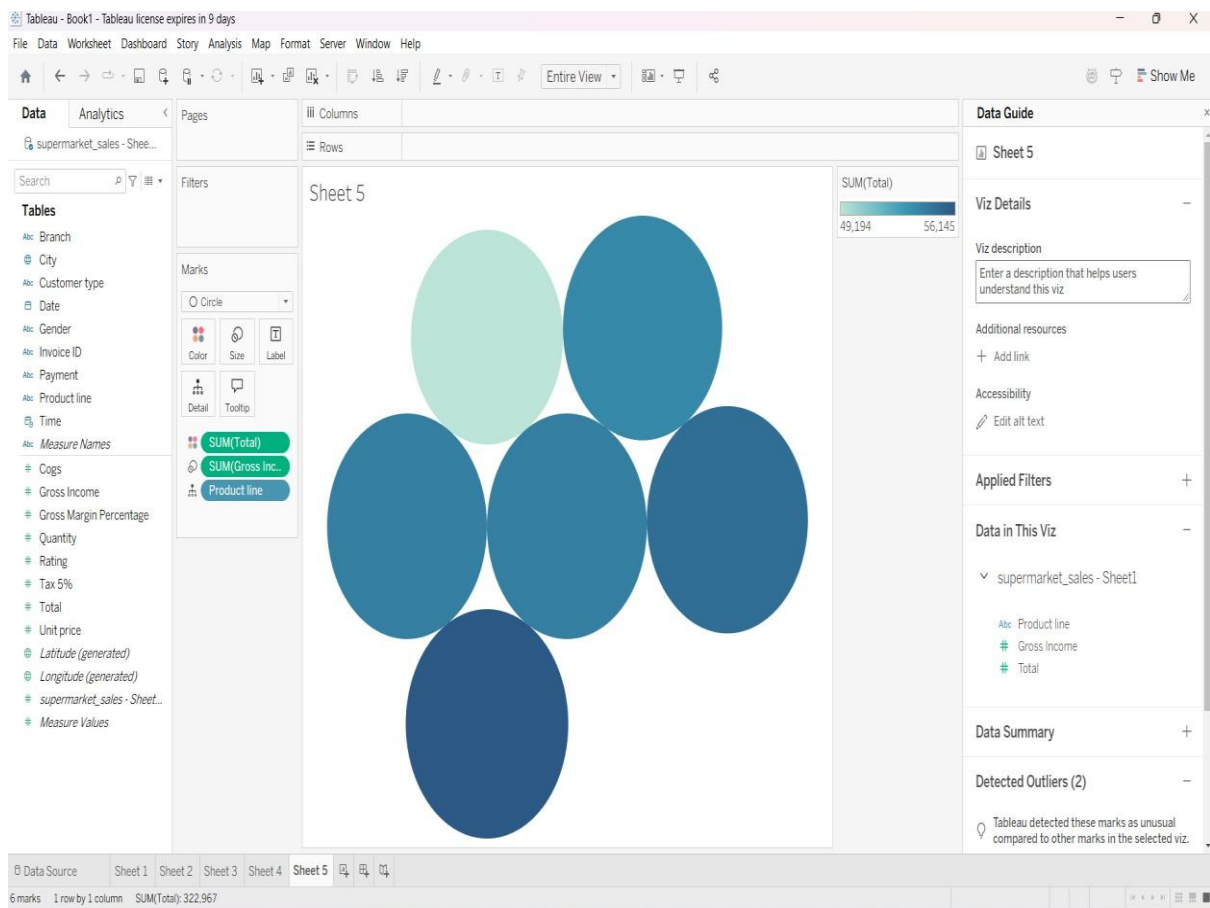 Tableau - Book1 - Tableau license expires in 9 days
File Data Worksheet Dashboard Story Analysis Map Format Server Window Help
Entire View
Show Me
Data Analytics
supermarket_sales - Shee...
Search
Tables
Abc Branch
City
Abc Customer type
Date
Abc Gender
Abc Invoice ID
Abc Payment
Abc Product line
Time
Abc Measure Names
# Cogs
# Gross Income
# Gross Margin Percentage
# Quantity
# Rating
# Tax 5%
# Total
# Unit price
Latitude (generated)
Longitude (generated)
# supermarket_sales - Sheet...
# Measure Values
Pages
Filters
Marks
Circle
Color Size Label
Detail Tooltip
SUM(Total)
SUM(Gross Inc..
Product line
Columns
Rows
Sheet 5
SUM(Total)
49,194 56,145
Data Guide
Sheet 5
Viz Details
Viz description
Enter a description that helps users
understand this viz
Additional resources
+ Add link
Accessibility
Edit alt text
Applied Filters
Data in This Viz
supermarket_sales - Sheet1
Abc Product line
# Gross Income
# Total
Data Summary
Detected Outliers (2)
Tableau detected these marks as unusual
compared to other marks in the selected viz.
Data Source Sheet 1 Sheet 2 Sheet 3 Sheet 4 Sheet 5
6 marks 1 row by 1 column SUM(Total): 322,967